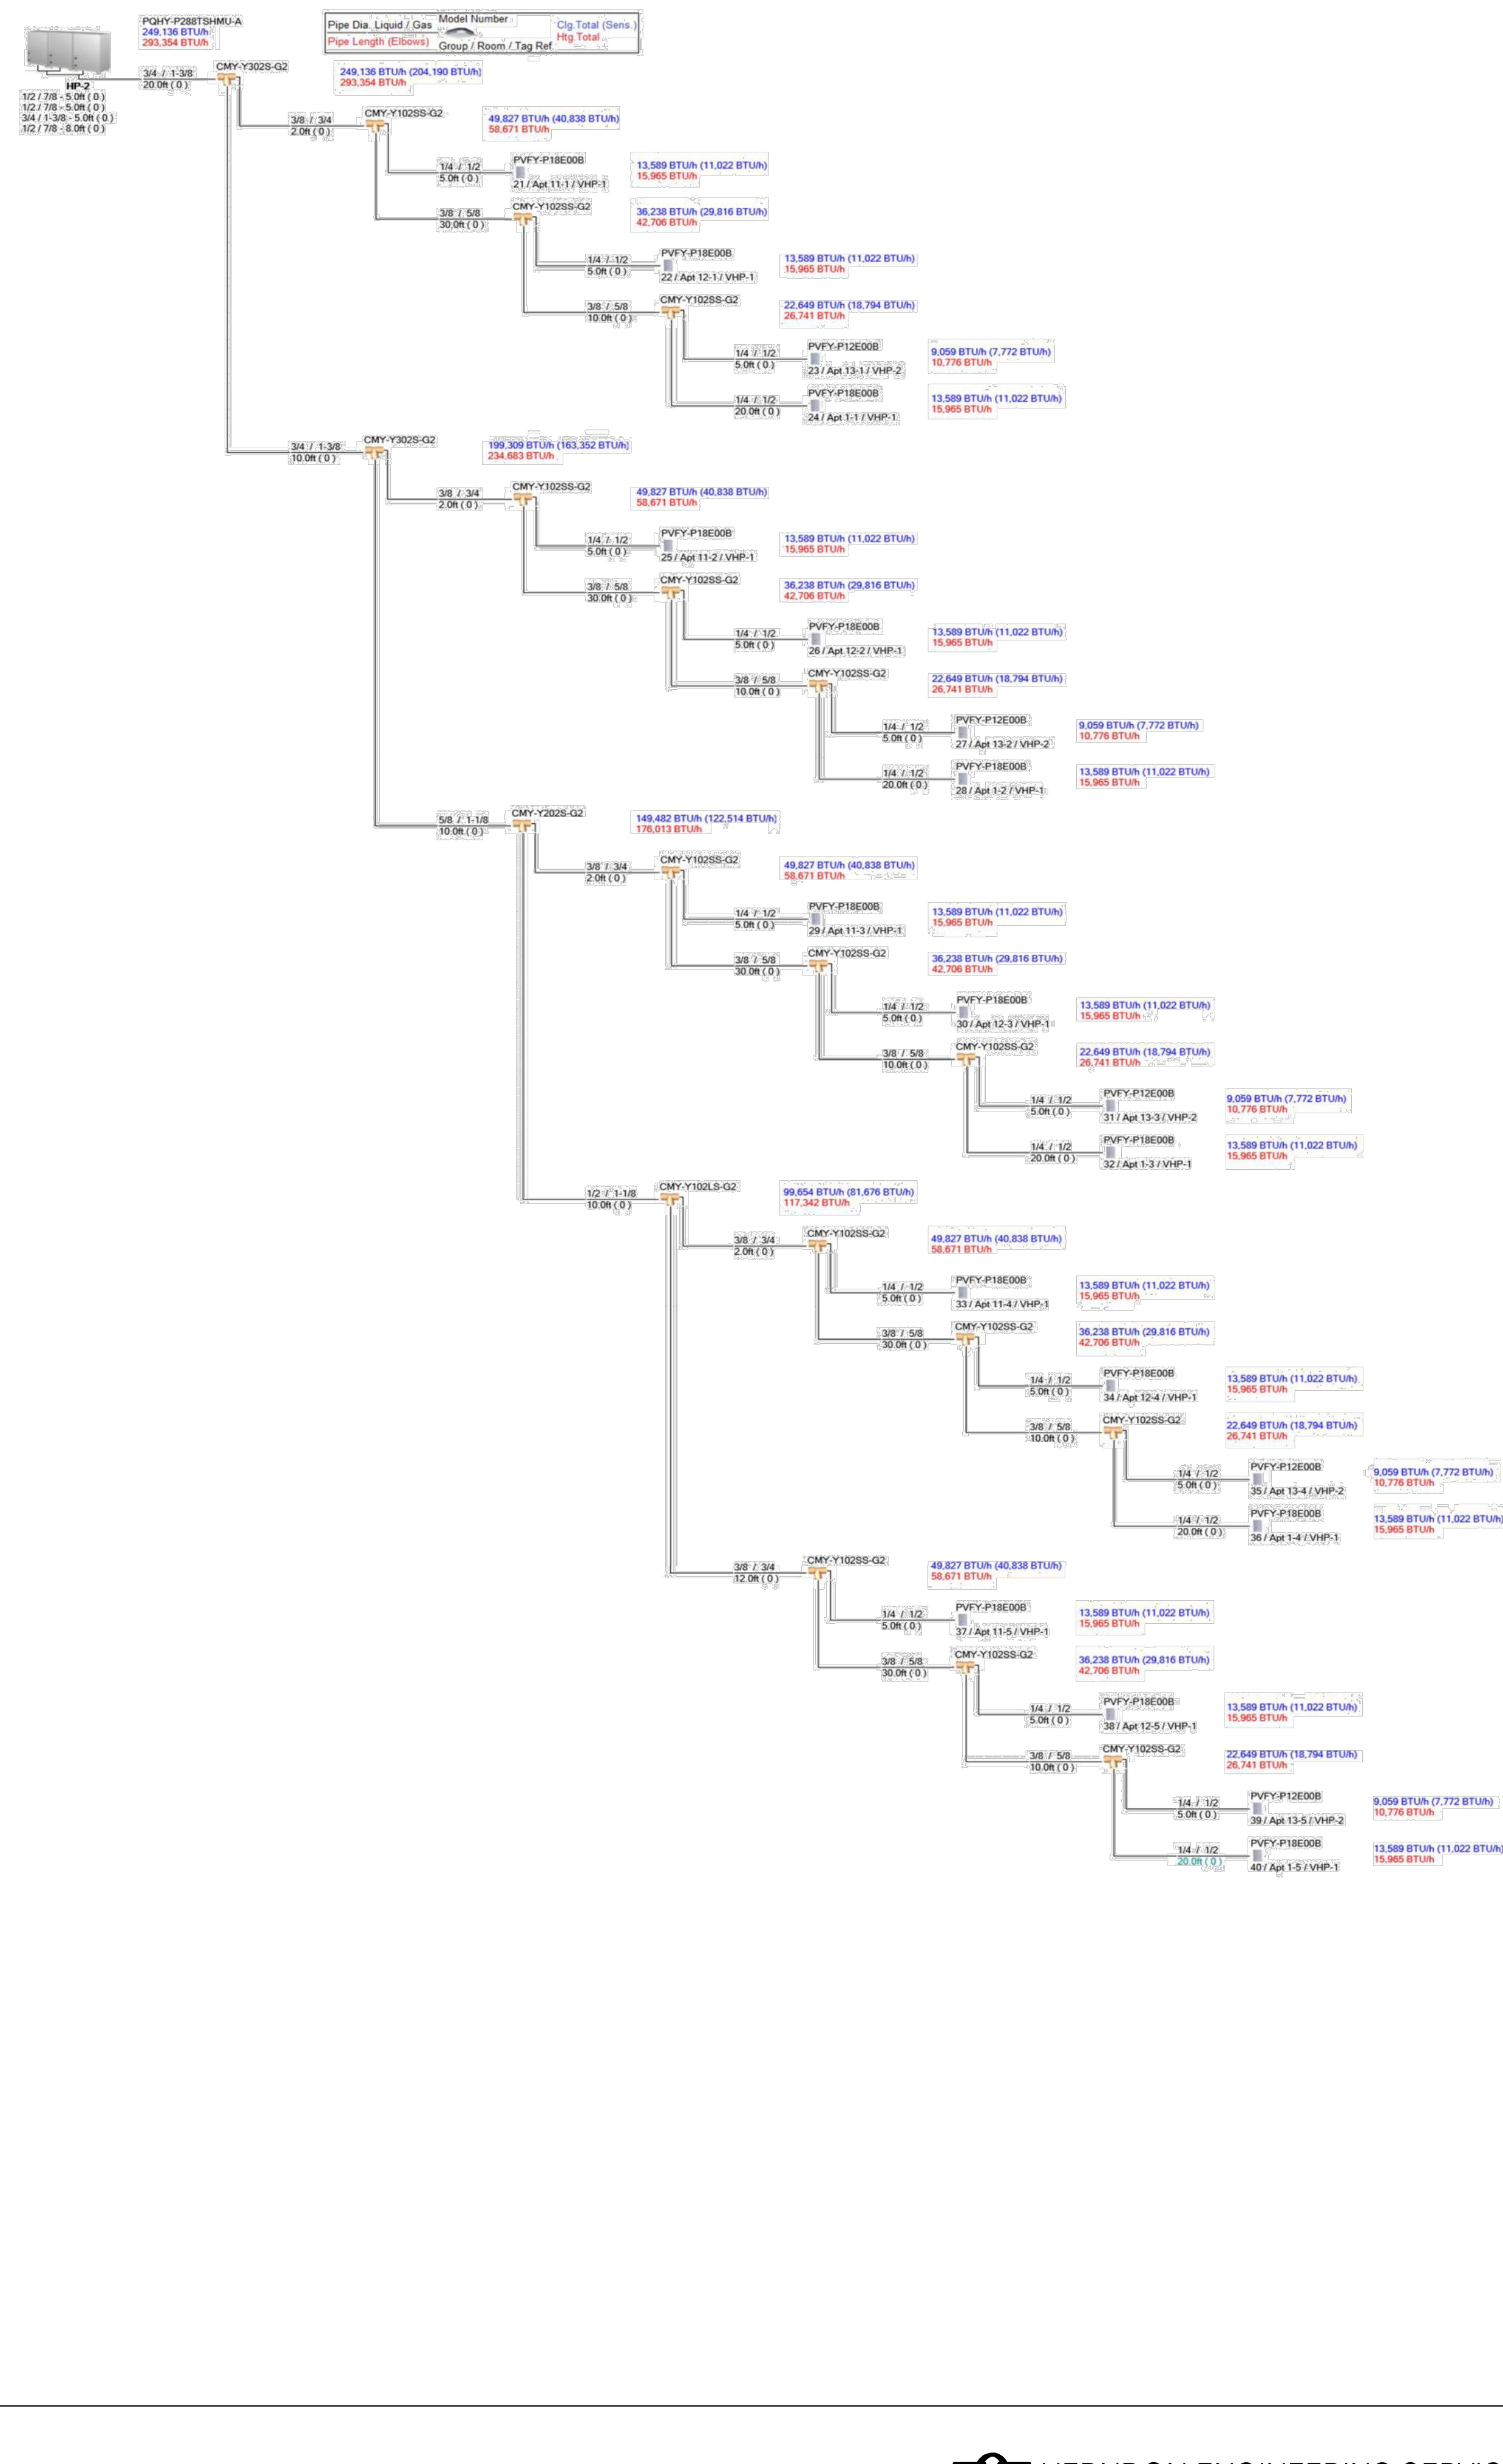 PQHY-P288TSHMU-A
249,136 BTU/h
293,354 BTU/h
Pipe Dia. Liquid / Gas
Pipe Length (Elbows)
Model Number
Group / Room / Tag Ref.
Clg.Total (Sens.)
Htg.Total
HP-2
1/2 / 7/8 - 5.0ft ( 0 )
1/2 / 7/8 - 5.0ft ( 0 )
3/4 / 1-3/8 - 5.0ft ( 0 )
1/2 / 7/8 - 8.0ft ( 0 )
3/4 / 1-3/8
20.0ft ( 0 )
CMY-Y302S-G2
249,136 BTU/h (204,190 BTU/h)
293,354 BTU/h
3/8 / 3/4
2.0ft ( 0 )
CMY-Y102SS-G2
49,827 BTU/h (40,838 BTU/h)
58,671 BTU/h
1/4 / 1/2
5.0ft ( 0 )
PVFY-P18E00B
21 / Apt 11-1 / VHP-1
13,589 BTU/h (11,022 BTU/h)
15,965 BTU/h
3/8 / 5/8
30.0ft ( 0 )
CMY-Y102SS-G2
36,238 BTU/h (29,816 BTU/h)
42,706 BTU/h
1/4 / 1/2
5.0ft ( 0 )
PVFY-P18E00B
22 / Apt 12-1 / VHP-1
13,589 BTU/h (11,022 BTU/h)
15,965 BTU/h
3/8 / 5/8
10.0ft ( 0 )
CMY-Y102SS-G2
22,649 BTU/h (18,794 BTU/h)
26,741 BTU/h
1/4 / 1/2
5.0ft ( 0 )
PVFY-P12E00B
23 / Apt 13-1 / VHP-2
9,059 BTU/h (7,772 BTU/h)
10,776 BTU/h
1/4 / 1/2
20.0ft ( 0 )
PVFY-P18E00B
24 / Apt 1-1 / VHP-1
13,589 BTU/h (11,022 BTU/h)
15,965 BTU/h
3/4 / 1-3/8
10.0ft ( 0 )
CMY-Y302S-G2
199,309 BTU/h (163,352 BTU/h)
234,683 BTU/h
3/8 / 3/4
2.0ft ( 0 )
CMY-Y102SS-G2
49,827 BTU/h (40,838 BTU/h)
58,671 BTU/h
1/4 / 1/2
5.0ft ( 0 )
PVFY-P18E00B
25 / Apt 11-2 / VHP-1
13,589 BTU/h (11,022 BTU/h)
15,965 BTU/h
3/8 / 5/8
30.0ft ( 0 )
CMY-Y102SS-G2
36,238 BTU/h (29,816 BTU/h)
42,706 BTU/h
1/4 / 1/2
5.0ft ( 0 )
PVFY-P18E00B
26 / Apt 12-2 / VHP-1
13,589 BTU/h (11,022 BTU/h)
15,965 BTU/h
3/8 / 5/8
10.0ft ( 0 )
CMY-Y102SS-G2
22,649 BTU/h (18,794 BTU/h)
26,741 BTU/h
1/4 / 1/2
5.0ft ( 0 )
PVFY-P12E00B
27 / Apt 13-2 / VHP-2
9,059 BTU/h (7,772 BTU/h)
10,776 BTU/h
1/4 / 1/2
20.0ft ( 0 )
PVFY-P18E00B
28 / Apt 1-2 / VHP-1
13,589 BTU/h (11,022 BTU/h)
15,965 BTU/h
5/8 / 1-1/8
10.0ft ( 0 )
CMY-Y202S-G2
149,482 BTU/h (122,514 BTU/h)
176,013 BTU/h
3/8 / 3/4
2.0ft ( 0 )
CMY-Y102SS-G2
49,827 BTU/h (40,838 BTU/h)
58,671 BTU/h
1/4 / 1/2
5.0ft ( 0 )
PVFY-P18E00B
29 / Apt 11-3 / VHP-1
13,589 BTU/h (11,022 BTU/h)
15,965 BTU/h
3/8 / 5/8
30.0ft ( 0 )
CMY-Y102SS-G2
36,238 BTU/h (29,816 BTU/h)
42,706 BTU/h
1/4 / 1/2
5.0ft ( 0 )
PVFY-P18E00B
30 / Apt 12-3 / VHP-1
13,589 BTU/h (11,022 BTU/h)
15,965 BTU/h
3/8 / 5/8
10.0ft ( 0 )
CMY-Y102SS-G2
22,649 BTU/h (18,794 BTU/h)
26,741 BTU/h
1/4 / 1/2
5.0ft ( 0 )
PVFY-P12E00B
31 / Apt 13-3 / VHP-2
9,059 BTU/h (7,772 BTU/h)
10,776 BTU/h
1/4 / 1/2
20.0ft ( 0 )
PVFY-P18E00B
32 / Apt 1-3 / VHP-1
13,589 BTU/h (11,022 BTU/h)
15,965 BTU/h
1/2 / 1-1/8
10.0ft ( 0 )
CMY-Y102LS-G2
99,654 BTU/h (81,676 BTU/h)
117,342 BTU/h
3/8 / 3/4
2.0ft ( 0 )
CMY-Y102SS-G2
49,827 BTU/h (40,838 BTU/h)
58,671 BTU/h
1/4 / 1/2
5.0ft ( 0 )
PVFY-P18E00B
33 / Apt 11-4 / VHP-1
13,589 BTU/h (11,022 BTU/h)
15,965 BTU/h
3/8 / 5/8
30.0ft ( 0 )
CMY-Y102SS-G2
36,238 BTU/h (29,816 BTU/h)
42,706 BTU/h
1/4 / 1/2
5.0ft ( 0 )
PVFY-P18E00B
34 / Apt 12-4 / VHP-1
13,589 BTU/h (11,022 BTU/h)
15,965 BTU/h
3/8 / 5/8
10.0ft ( 0 )
CMY-Y102SS-G2
22,649 BTU/h (18,794 BTU/h)
26,741 BTU/h
1/4 / 1/2
5.0ft ( 0 )
PVFY-P12E00B
35 / Apt 13-4 / VHP-2
9,059 BTU/h (7,772 BTU/h)
10,776 BTU/h
1/4 / 1/2
20.0ft ( 0 )
PVFY-P18E00B
36 / Apt 1-4 / VHP-1
13,589 BTU/h (11,022 BTU/h)
15,965 BTU/h
3/8 / 3/4
12.0ft ( 0 )
CMY-Y102SS-G2
49,827 BTU/h (40,838 BTU/h)
58,671 BTU/h
1/4 / 1/2
5.0ft ( 0 )
PVFY-P18E00B
37 / Apt 11-5 / VHP-1
13,589 BTU/h (11,022 BTU/h)
15,965 BTU/h
3/8 / 5/8
30.0ft ( 0 )
CMY-Y102SS-G2
36,238 BTU/h (29,816 BTU/h)
42,706 BTU/h
1/4 / 1/2
5.0ft ( 0 )
PVFY-P18E00B
38 / Apt 12-5 / VHP-1
13,589 BTU/h (11,022 BTU/h)
15,965 BTU/h
3/8 / 5/8
10.0ft ( 0 )
CMY-Y102SS-G2
22,649 BTU/h (18,794 BTU/h)
26,741 BTU/h
1/4 / 1/2
5.0ft ( 0 )
PVFY-P12E00B
39 / Apt 13-5 / VHP-2
9,059 BTU/h (7,772 BTU/h)
10,776 BTU/h
1/4 / 1/2
20.0ft ( 0 )
PVFY-P18E00B
40 / Apt 1-5 / VHP-1
13,589 BTU/h (11,022 BTU/h)
15,965 BTU/h